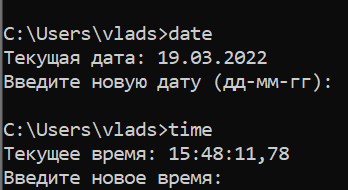 C:\Users\vlads>date
Текущая дата: 19.03.2022
Введите новую дату (дд-мм-гг):
C:\Users\vlads>time
Текущее время: 15:48:11,78
Введите новое время: